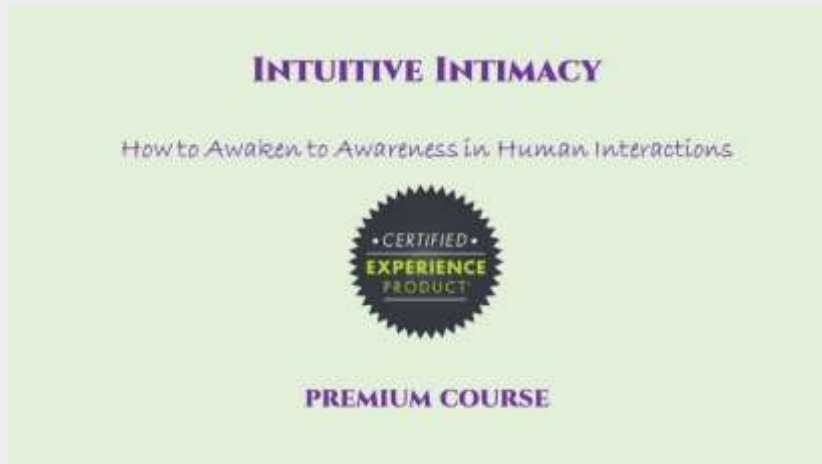 INTUITIVE INTIMACY
How to Awaken to Awareness in Human Interactions
• CERTIFIED •
EXPERIENCE
PRODUCT
PREMIUM COURSE